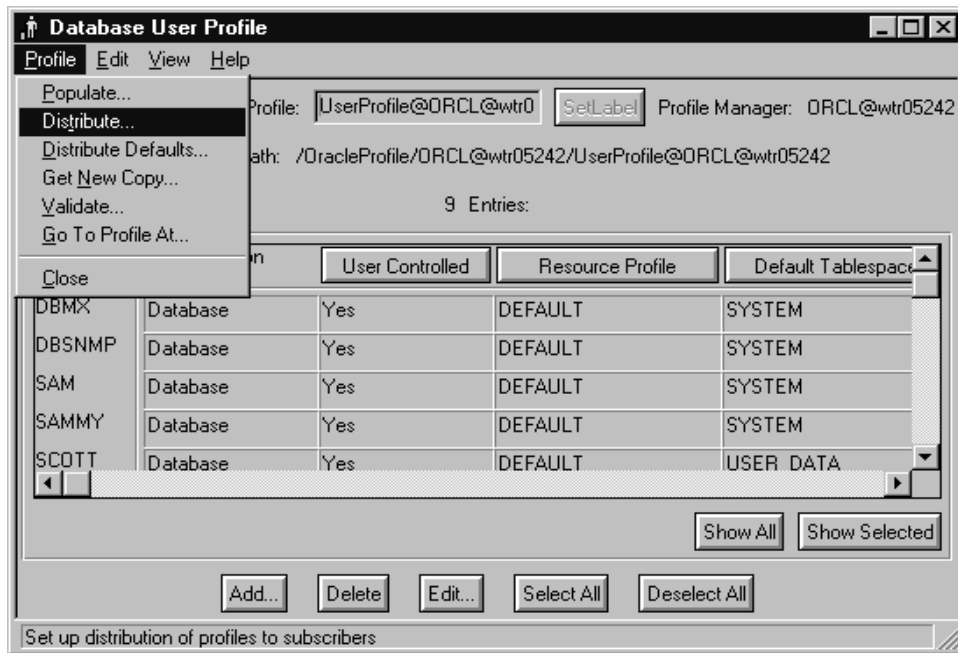 Database User Profile
Profile Edit View Help
Populate...
Distribute...
Distribute Defaults...
Get New Copy...
Validate...
Go To Profile At...
Close
Profile: UserProfile@ORCL@wtr0 SetLabel Profile Manager: ORCL@wtr05242
ath: /OracleProfile/ORCL@wtr05242/UserProfile@ORCL@wtr05242
9 Entries:
on User Controlled Resource Profile Default Tablespace
DBMX Database Yes DEFAULT SYSTEM
DBSNMP Database Yes DEFAULT SYSTEM
SAM Database Yes DEFAULT SYSTEM
SAMMY Database Yes DEFAULT SYSTEM
SCOTT Database Yes DEFAULT USER_DATA
Show All Show Selected
Add... Delete Edit... Select All Deselect All
Set up distribution of profiles to subscribers